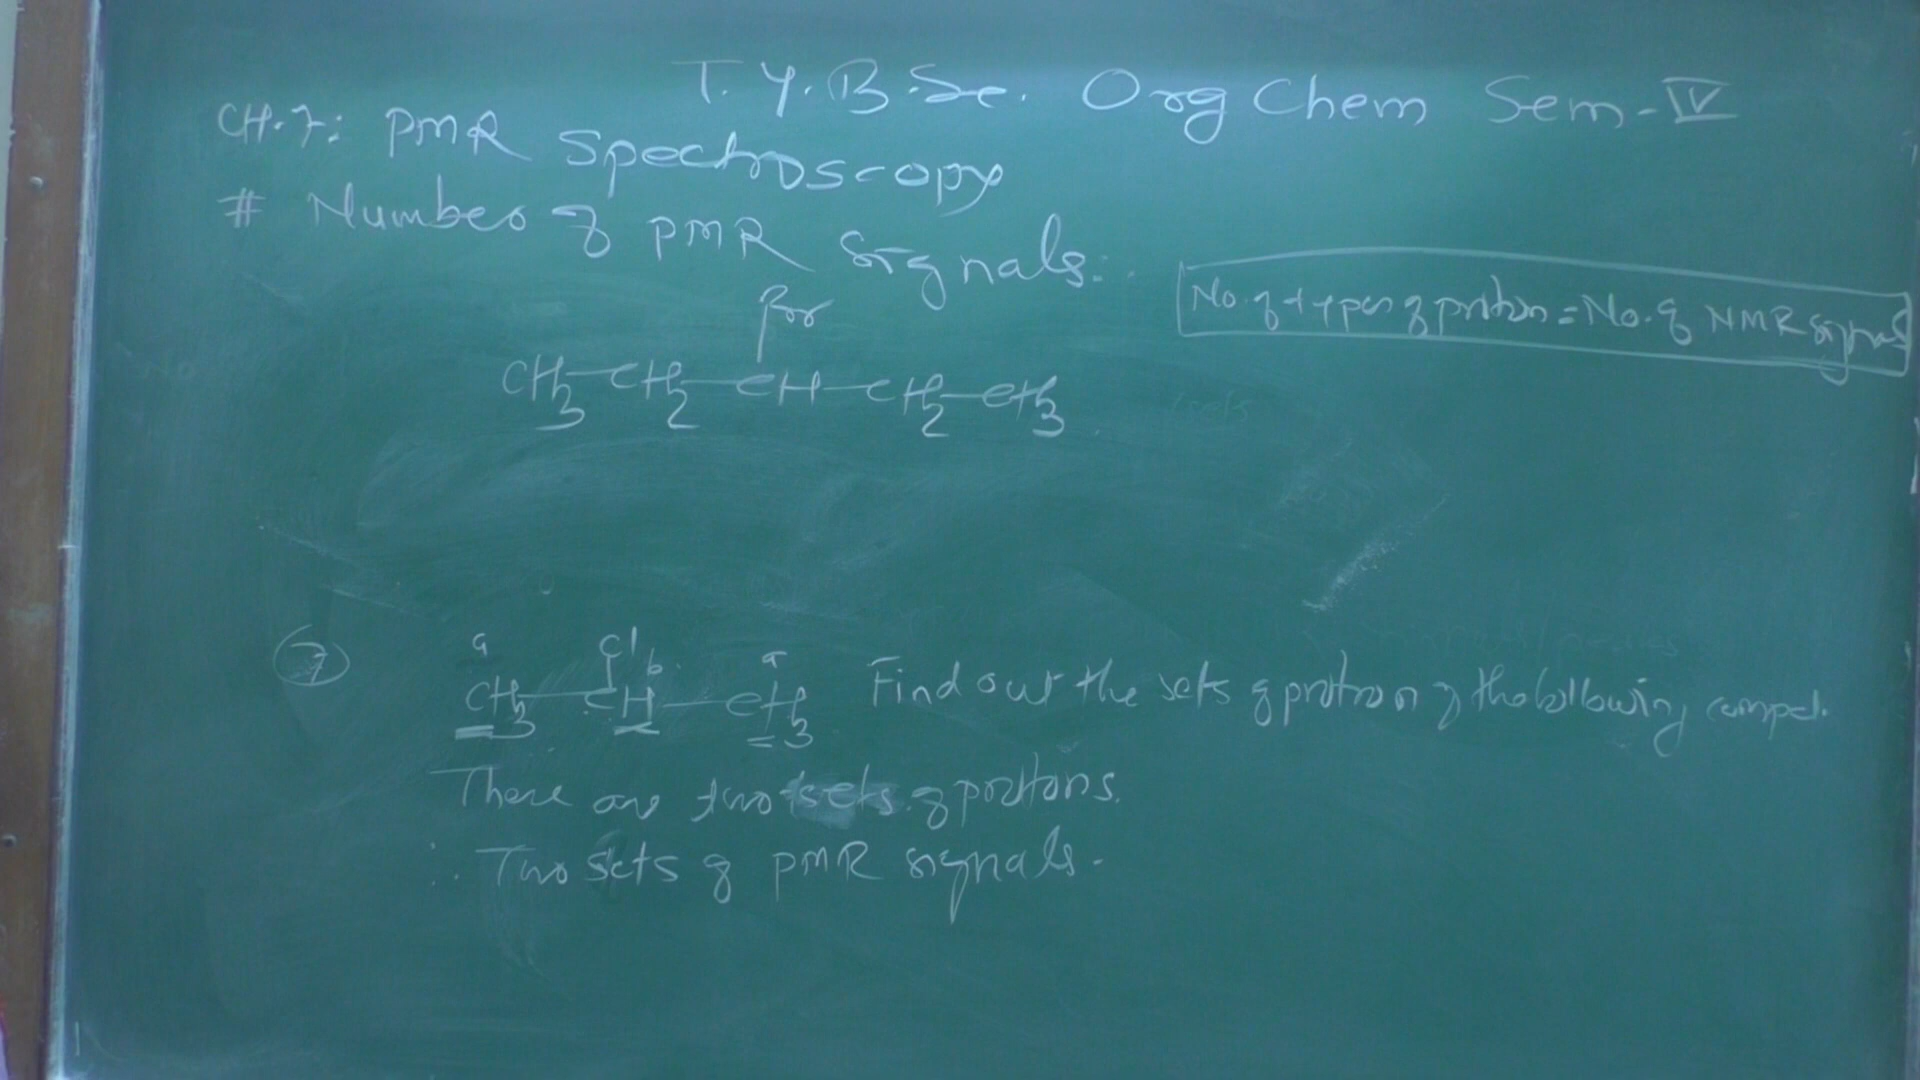 T.Y.B.Sc. Org Chem Sem-IV
CH.7: PMR Spectroscopy
# Number of PMR Signals:
No. of types of proton = No. of NMR signals
Br
CH3-CH2-CH-CH2-CH3
a Cl b a
7 CH3-CH-CH3 Find out the sets of proton of the following compd.
There are two sets of protons.
∴ Two sets of PMR signals.